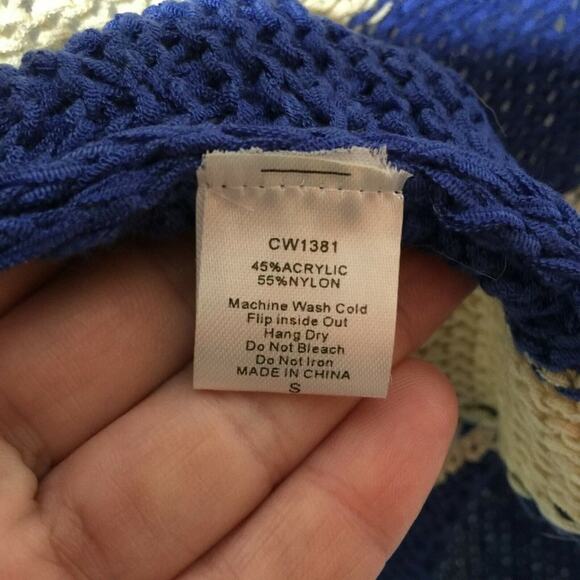 CW1381
45%ACRYLIC
55%NYLON
Machine Wash Cold
Flip inside Out
Hang Dry
Do Not Bleach
Do Not Iron
MADE IN CHINA
S